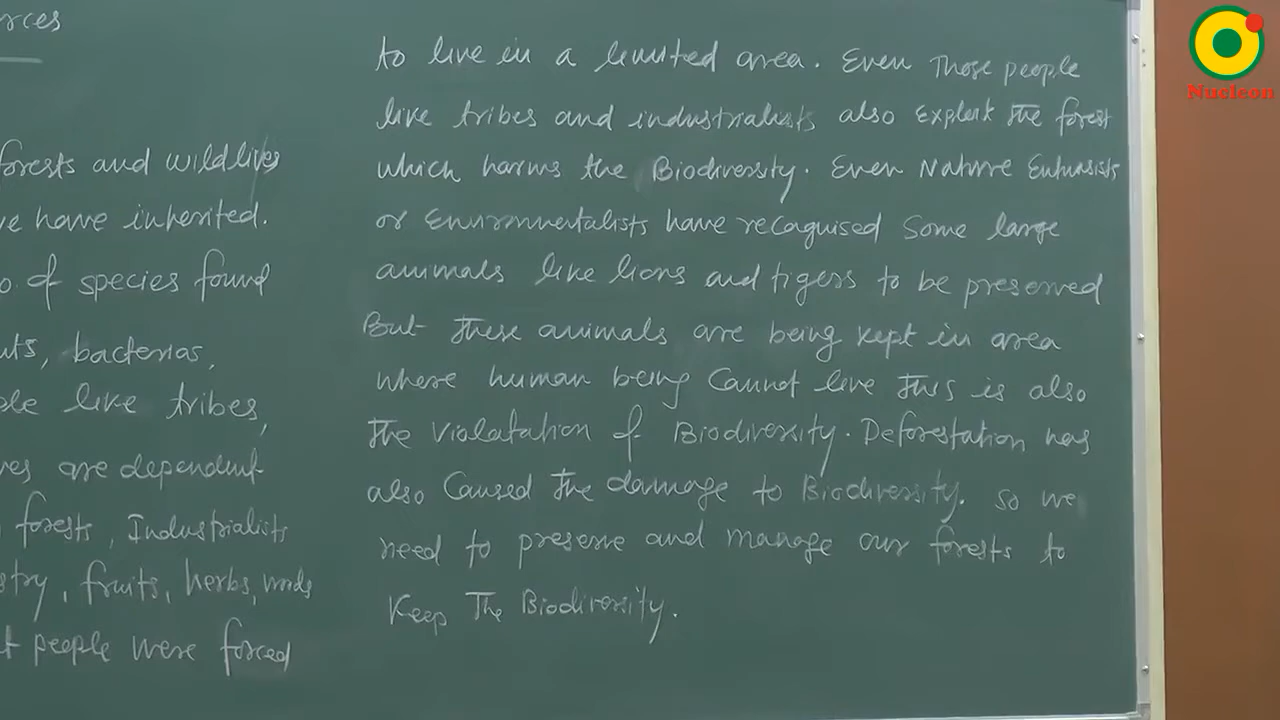 rces
forests and wildlives
ve have inherited.
o. of species found
uts, bacterias,
ple like tribes,
ves are dependent
forests, Industrialists
stry, fruits, herbs, woods
t people were forced
to live in a limited area. Even Those people
like tribes and industrialists also exploit the forest
which harms the Biodiversity. Even Nature Enthusists
or Environmentalists have recognised Some large
animals like lions and tigers to be preserved
But these animals are being kept in area
where human being Cannot live This is also
the Violatation of Biodiversity. Deforestation has
also Caused the damage to Biodiversity. So we
need to preserve and manage our forests to
Keep The Biodiversity.
Nucleon